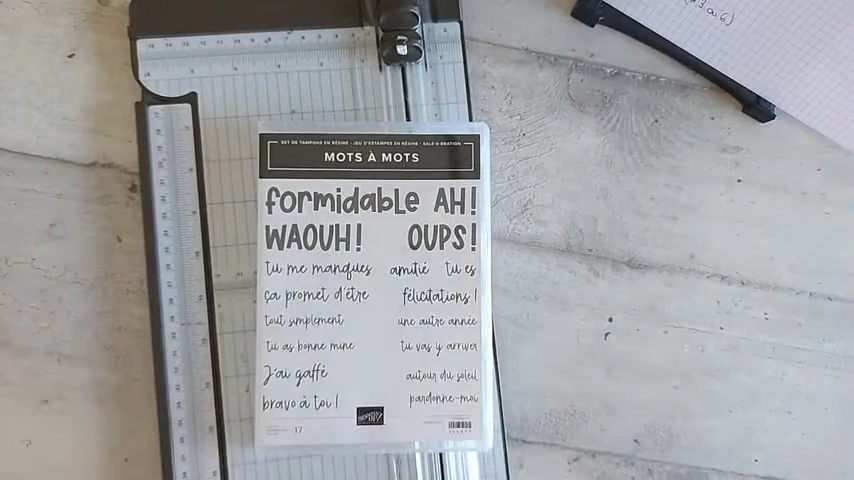 SET DE TAMPONS EN RÉSINE • JEU D'ESTAMPES EN RÉSINE • SALE-A-BRATION
MOTS À MOTS
formidable AH!
WAOUH! OUPS!
tu me manques amitié tu es
ça promet d'être félicitations !
tout simplement une autre année
tu as bonne mine tu vas y arriver
J'ai gaffé autour du soleil
bravo à toi ! pardonne-moi
STAMPIN' UP!
17